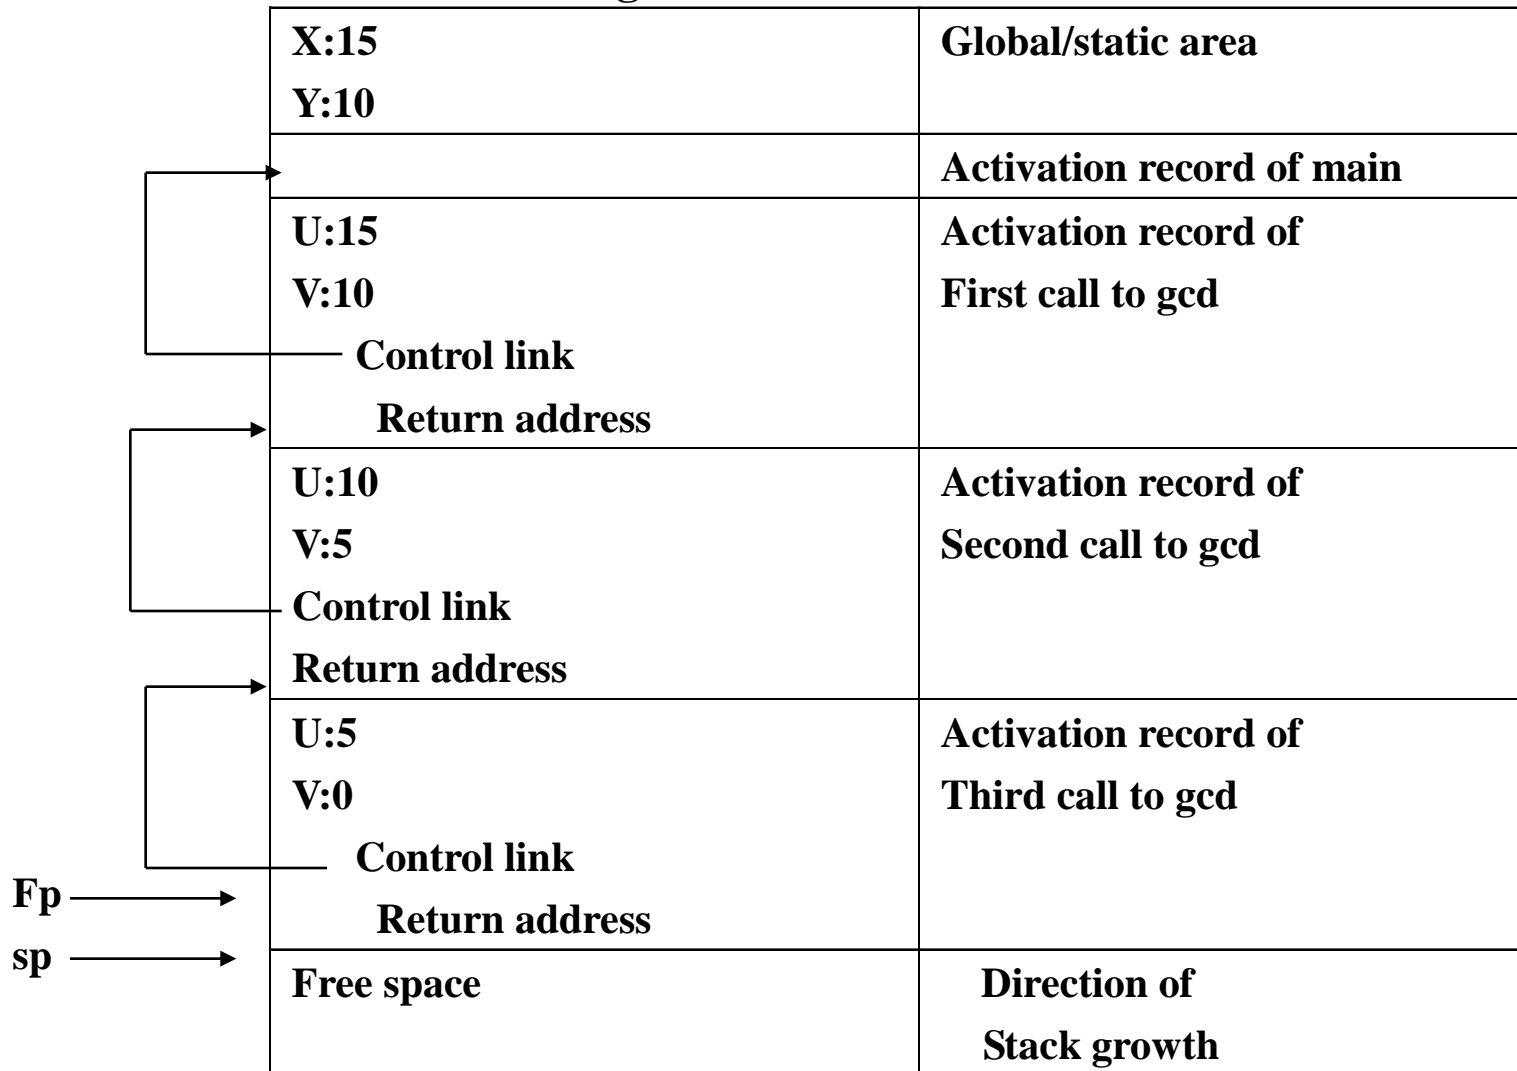 X:15 Global/static area
Y:10
Activation record of main
U:15 Activation record of
V:10 First call to gcd
Control link
Return address
U:10 Activation record of
V:5 Second call to gcd
Control link
Return address
U:5 Activation record of
V:0 Third call to gcd
Control link
Fp
Return address
sp
Free space Direction of
Stack growth